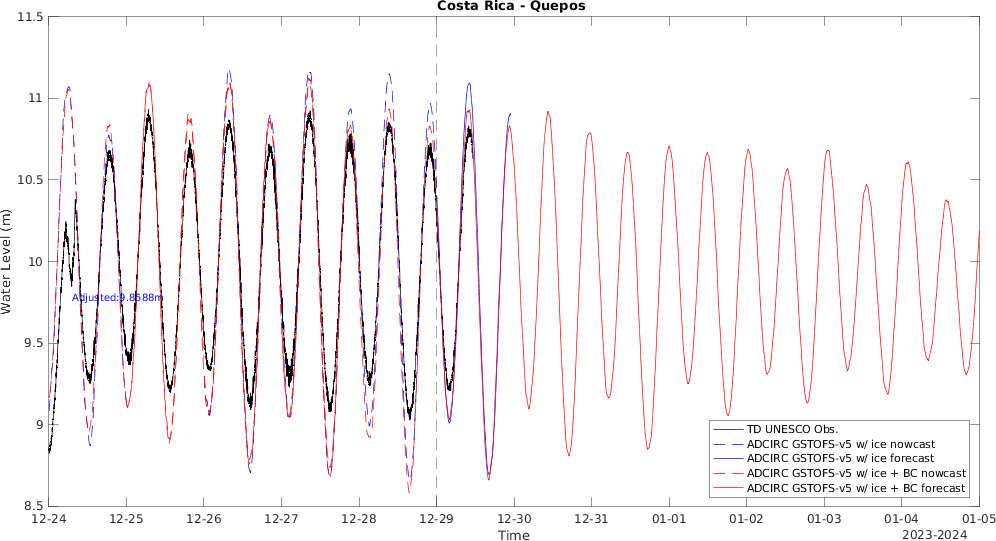 Costa Rica - Quepos
Water Level (m)
11.5
11
10.5
10
9.5
9
8.5
Adjusted:9.8588m
TD UNESCO Obs.
ADCIRC GSTOFS-v5 w/ ice nowcast
ADCIRC GSTOFS-v5 w/ ice forecast
ADCIRC GSTOFS-v5 w/ ice + BC nowcast
ADCIRC GSTOFS-v5 w/ ice + BC forecast
12-24 12-25 12-26 12-27 12-28 12-29 12-30 12-31 01-01 01-02 01-03 01-04 01-05
Time
2023-2024